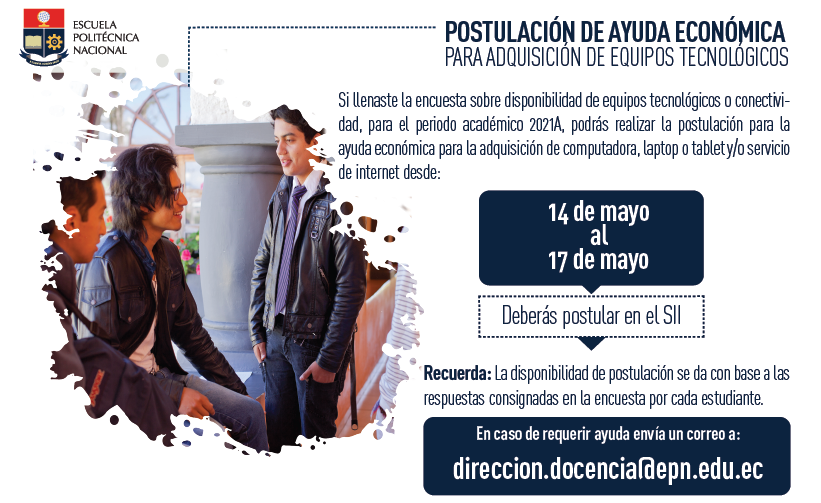 ESCUELA
POLITÉCNICA
NACIONAL
POSTULACIÓN DE AYUDA ECONÓMICA
PARA ADQUISICIÓN DE EQUIPOS TECNOLÓGICOS
Si llenaste la encuesta sobre disponibilidad de equipos tecnológicos o conectivi-
dad, para el periodo académico 2021A, podrás realizar la postulación para la
ayuda económica para la adquisición de computadora, laptop o tablet y/o servicio
de internet desde:
14 de mayo
al
17 de mayo
Deberás postular en el SII
Recuerda: La disponibilidad de postulación se da con base a las
respuestas consignadas en la encuesta por cada estudiante.
En caso de requerir ayuda envía un correo a:
direccion.docencia@epn.edu.ec